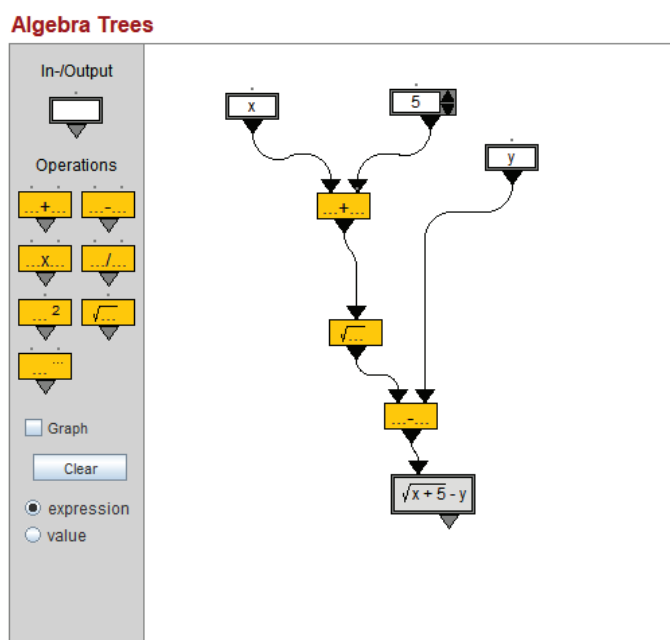 Algebra Trees
In-/Output
Operations
...+... ...-...
...x... .../...
...² √...
...˙˙˙
Graph
Clear
expression
value
x
5
y
...+...
√...
...-...
√x + 5 - y